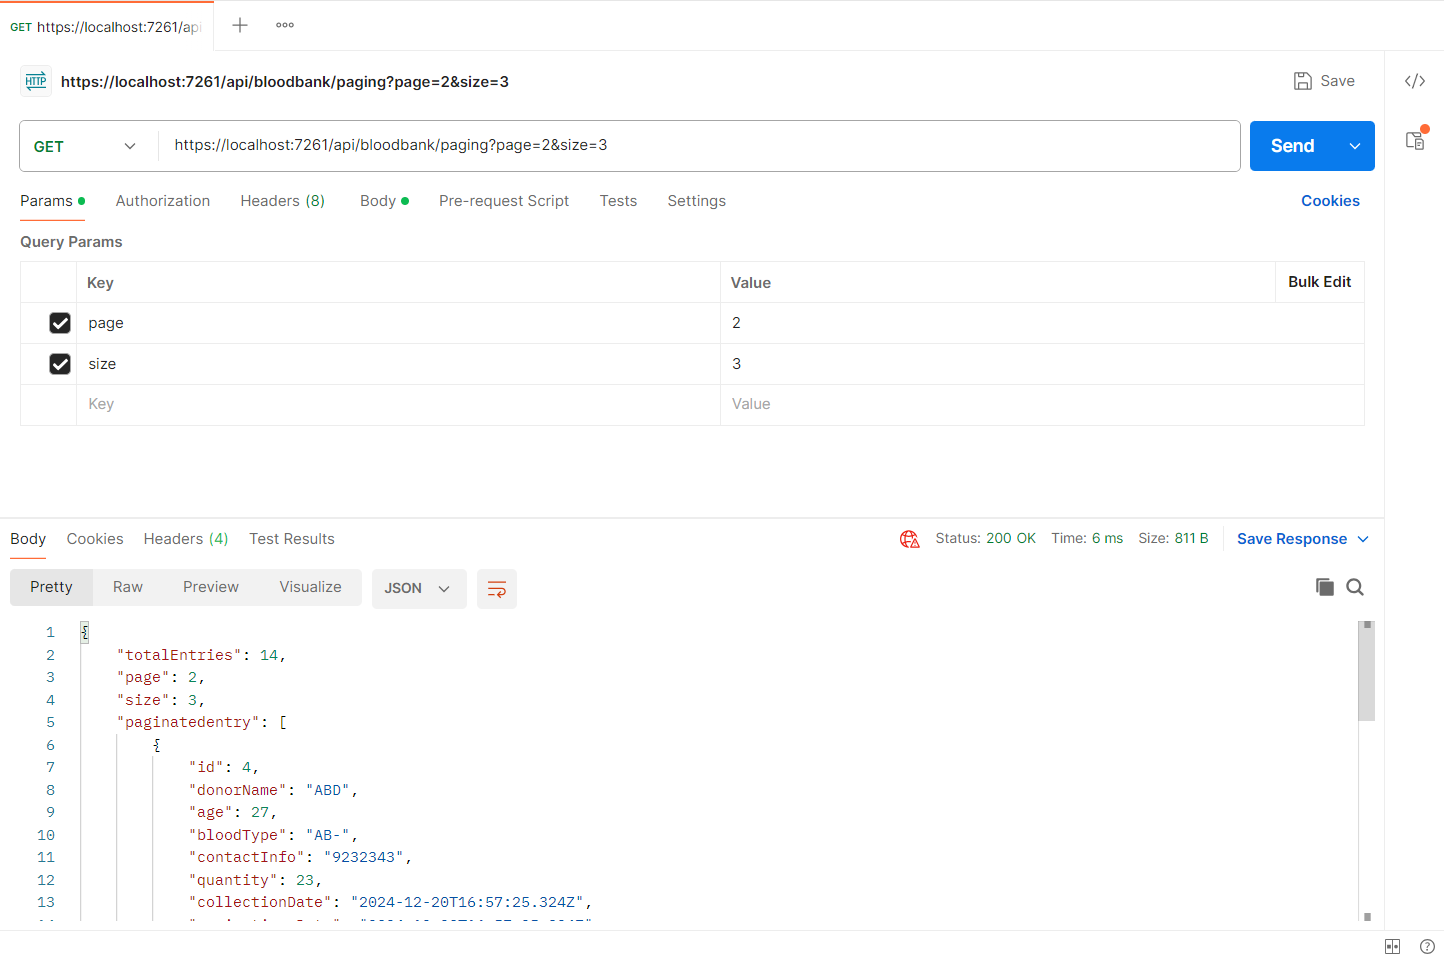 GET https://localhost:7261/api
HTTP https://localhost:7261/api/bloodbank/paging?page=2&size=3 Save
GET https://localhost:7261/api/bloodbank/paging?page=2&size=3 Send
Params Authorization Headers (8) Body Pre-request Script Tests Settings Cookies
Query Params
Key Value Bulk Edit
page 2
size 3
Key Value
Body Cookies Headers (4) Test Results Status: 200 OK Time: 6 ms Size: 811 B Save Response
Pretty Raw Preview Visualize JSON
1 {
2 "totalEntries": 14,
3 "page": 2,
4 "size": 3,
5 "paginatedentry": [
6 {
7 "id": 4,
8 "donorName": "ABD",
9 "age": 27,
10 "bloodType": "AB-",
11 "contactInfo": "9232343",
12 "quantity": 23,
13 "collectionDate": "2024-12-20T16:57:25.324Z",